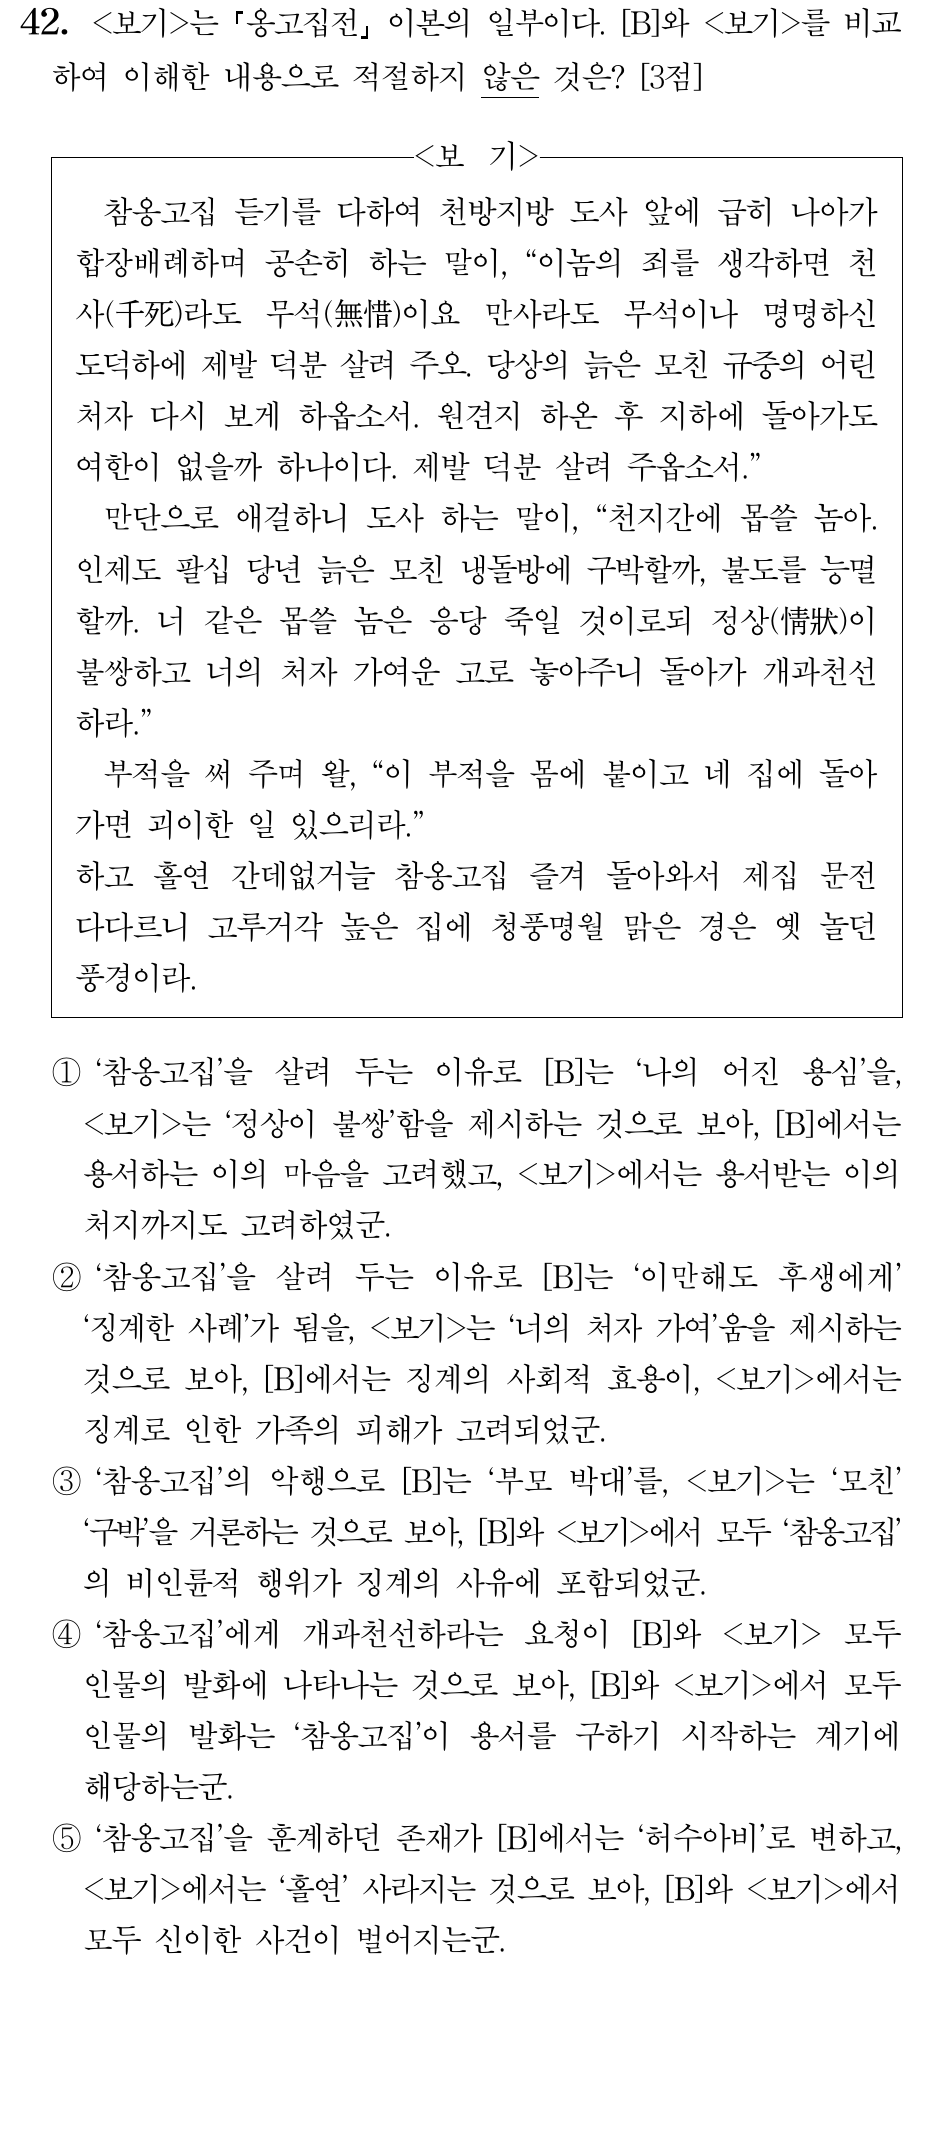 42. <보기>는 『옹고집전』 이본의 일부이다. [B]와 <보기>를 비교
하여 이해한 내용으로 적절하지 않은 것은? [3점]
<보 기>
참옹고집 듣기를 다하여 천방지방 도사 앞에 급히 나아가
합장배례하며 공손히 하는 말이, “이놈의 죄를 생각하면 천
사(千死)라도 무석(無惜)이요 만사라도 무석이나 명명하신
도덕하에 제발 덕분 살려 주오. 당상의 늙은 모친 규중의 어린
처자 다시 보게 하옵소서. 원견지 하온 후 지하에 돌아가도
여한이 없을까 하나이다. 제발 덕분 살려 주옵소서.”
만단으로 애걸하니 도사 하는 말이, “천지간에 몹쓸 놈아.
인제도 팔십 당년 늙은 모친 냉돌방에 구박할까, 불도를 능멸
할까. 너 같은 몹쓸 놈은 응당 죽일 것이로되 정상(情狀)이
불쌍하고 너의 처자 가여운 고로 놓아주니 돌아가 개과천선
하라.”
부적을 써 주며 왈, “이 부적을 몸에 붙이고 네 집에 돌아
가면 괴이한 일 있으리라.”
하고 홀연 간데없거늘 참옹고집 즐겨 돌아와서 제집 문전
다다르니 고루거각 높은 집에 청풍명월 맑은 경은 옛 놀던
풍경이라.
① ‘참옹고집’을 살려 두는 이유로 [B]는 ‘나의 어진 용심’을,
<보기>는 ‘정상이 불쌍’함을 제시하는 것으로 보아, [B]에서는
용서하는 이의 마음을 고려했고, <보기>에서는 용서받는 이의
처지까지도 고려하였군.
② ‘참옹고집’을 살려 두는 이유로 [B]는 ‘이만해도 후생에게’
‘징계한 사례’가 됨을, <보기>는 ‘너의 처자 가여’움을 제시하는
것으로 보아, [B]에서는 징계의 사회적 효용이, <보기>에서는
징계로 인한 가족의 피해가 고려되었군.
③ ‘참옹고집’의 악행으로 [B]는 ‘부모 박대’를, <보기>는 ‘모친’
‘구박’을 거론하는 것으로 보아, [B]와 <보기>에서 모두 ‘참옹고집’
의 비인륜적 행위가 징계의 사유에 포함되었군.
④ ‘참옹고집’에게 개과천선하라는 요청이 [B]와 <보기> 모두
인물의 발화에 나타나는 것으로 보아, [B]와 <보기>에서 모두
인물의 발화는 ‘참옹고집’이 용서를 구하기 시작하는 계기에
해당하는군.
⑤ ‘참옹고집’을 훈계하던 존재가 [B]에서는 ‘허수아비’로 변하고,
<보기>에서는 ‘홀연’ 사라지는 것으로 보아, [B]와 <보기>에서
모두 신이한 사건이 벌어지는군.